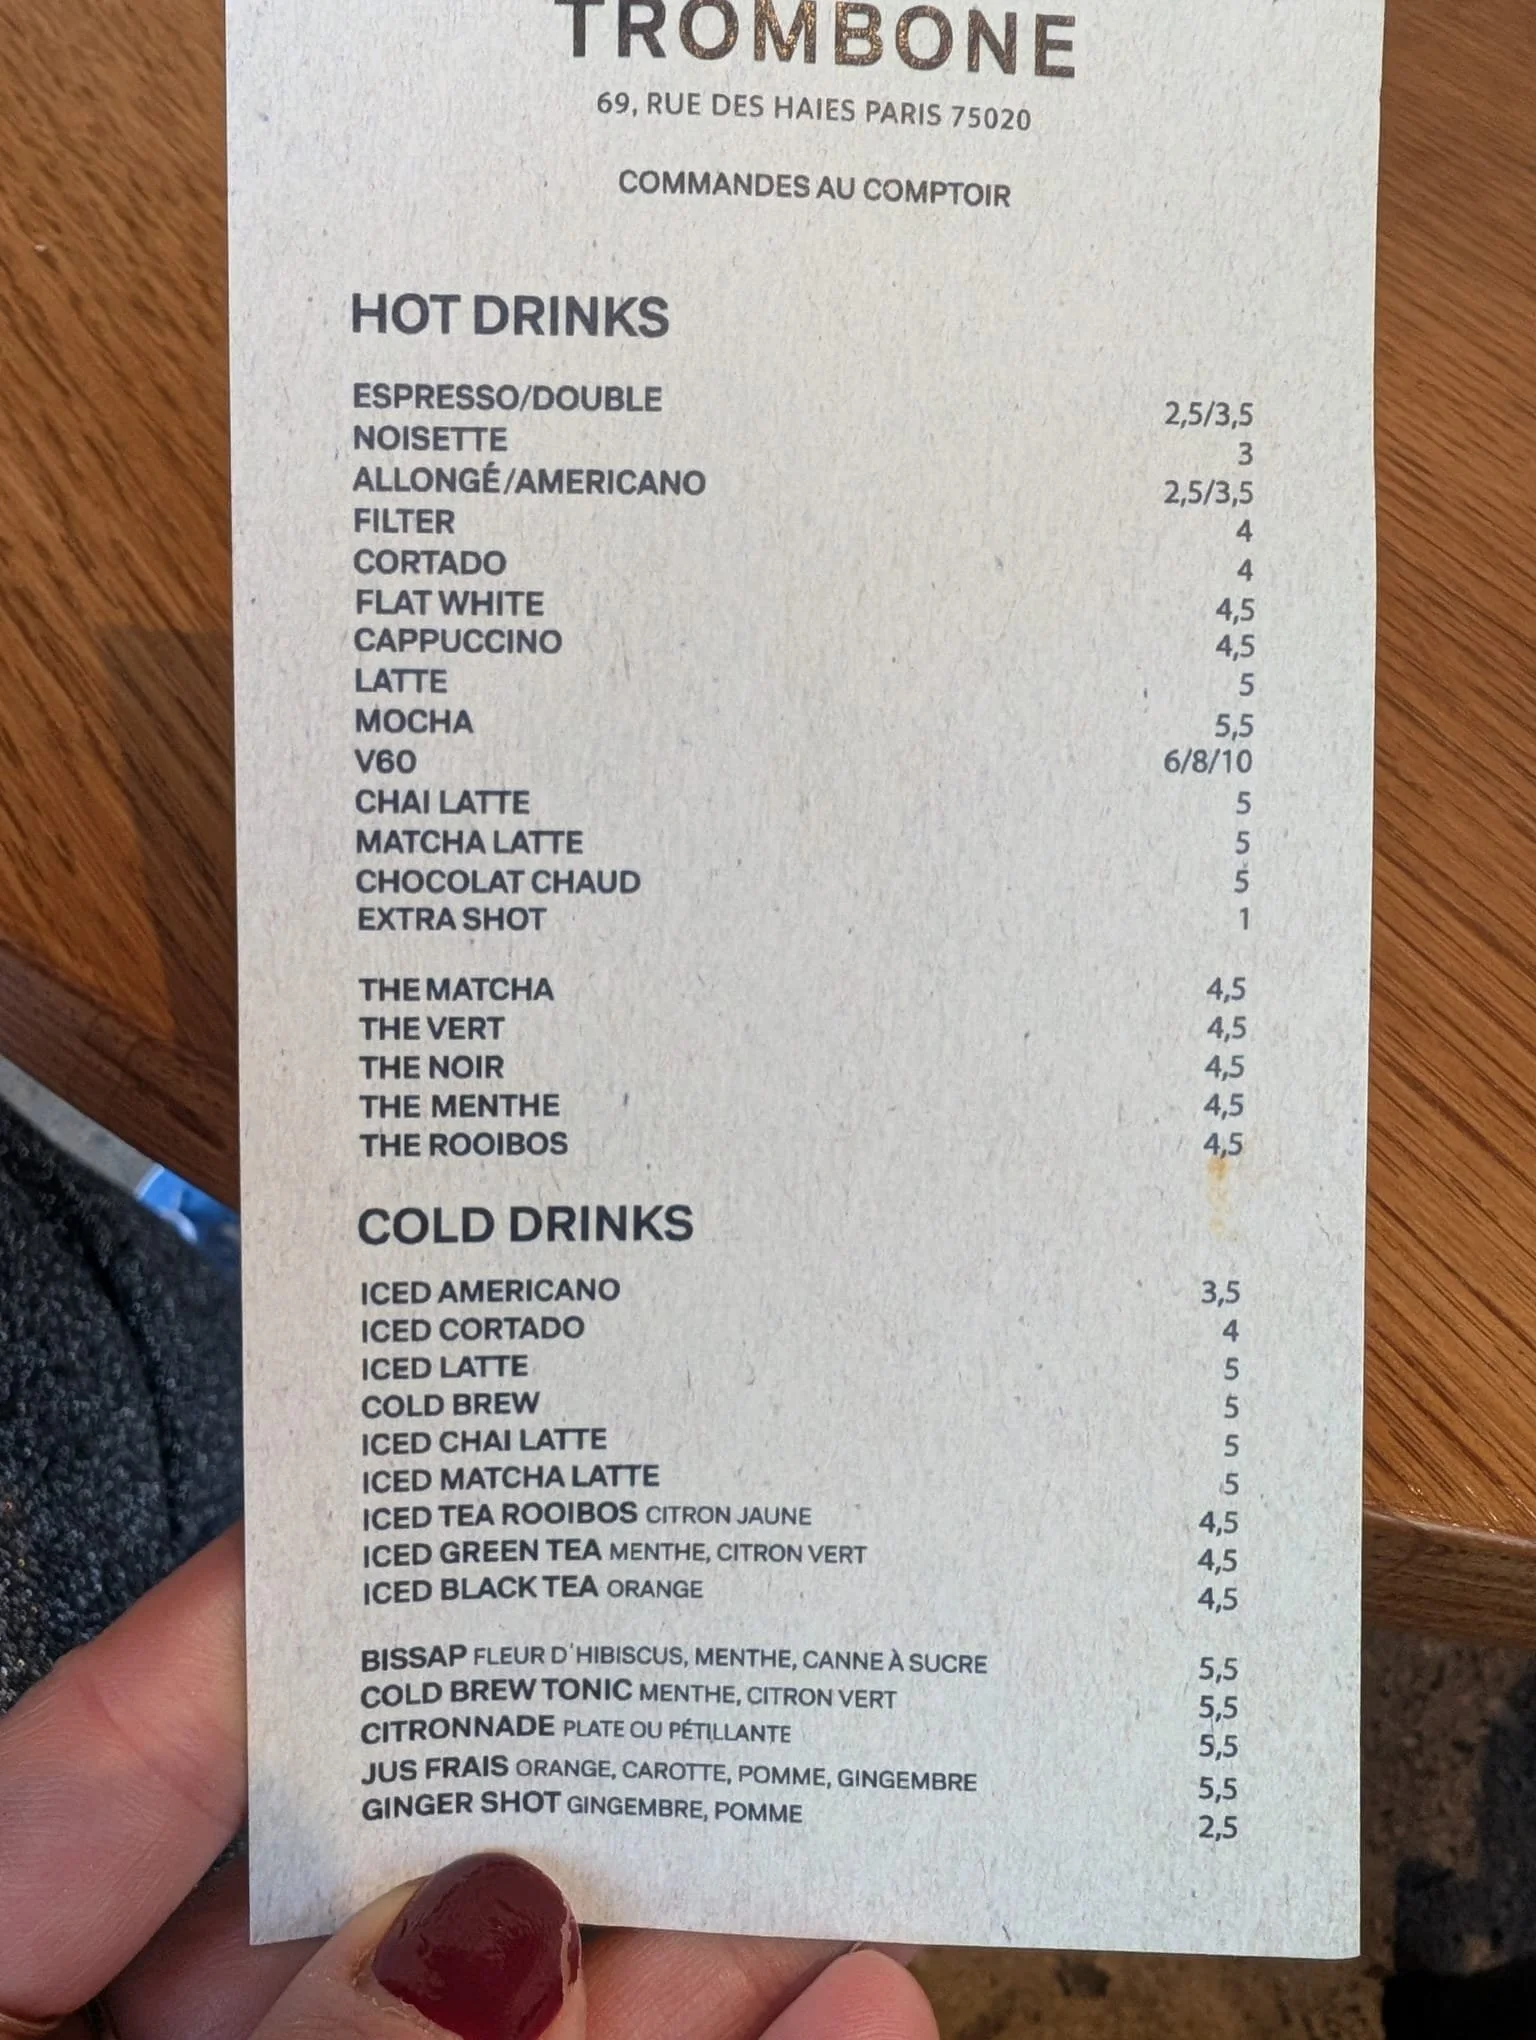 TROMBONE
69, RUE DES HAIES PARIS 75020
COMMANDES AU COMPTOIR
HOT DRINKS
ESPRESSO/DOUBLE 2,5/3,5
NOISETTE 3
ALLONGÉ/AMERICANO 2,5/3,5
FILTER 4
CORTADO 4
FLAT WHITE 4,5
CAPPUCCINO 4,5
LATTE 5
MOCHA 5,5
V60 6/8/10
CHAI LATTE 5
MATCHA LATTE 5
CHOCOLAT CHAUD 5
EXTRA SHOT 1
THE MATCHA 4,5
THE VERT 4,5
THE NOIR 4,5
THE MENTHE 4,5
THE ROOIBOS 4,5
COLD DRINKS
ICED AMERICANO 3,5
ICED CORTADO 4
ICED LATTE 5
COLD BREW 5
ICED CHAI LATTE 5
ICED MATCHA LATTE 5
ICED TEA ROOIBOS CITRON JAUNE 4,5
ICED GREEN TEA MENTHE, CITRON VERT 4,5
ICED BLACK TEA ORANGE 4,5
BISSAP FLEUR D'HIBISCUS, MENTHE, CANNE À SUCRE 5,5
COLD BREW TONIC MENTHE, CITRON VERT 5,5
CITRONNADE PLATE OU PÉTILLANTE 5,5
JUS FRAIS ORANGE, CAROTTE, POMME, GINGEMBRE 5,5
GINGER SHOT GINGEMBRE, POMME 2,5